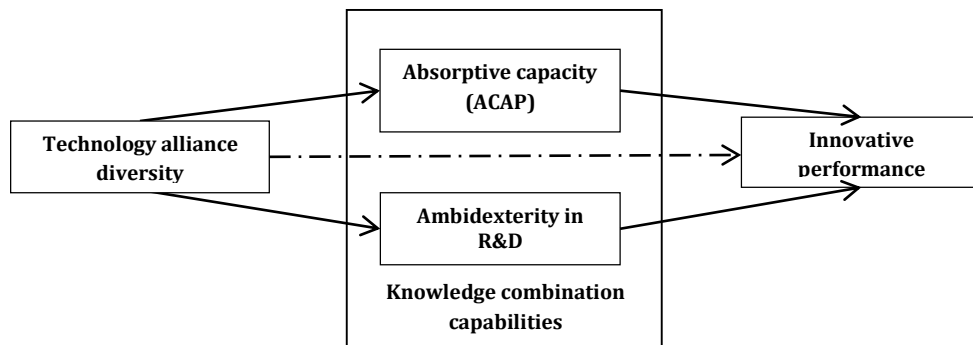 Absorptive capacity
(ACAP)
Technology alliance
diversity
Innovative
performance
Ambidexterity in
R&D
Knowledge combination
capabilities